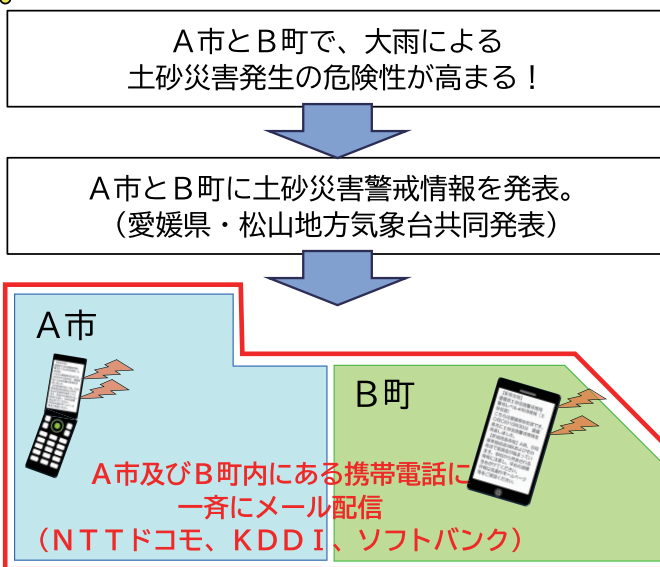 A市とB町で、大雨による
土砂災害発生の危険性が高まる！
A市とB町に土砂災害警戒情報を発表。
（愛媛県・松山地方気象台共同発表）
A市
B町
A市及びB町内にある携帯電話に
一斉にメール配信
（NTTドコモ、KDDI、ソフトバンク）